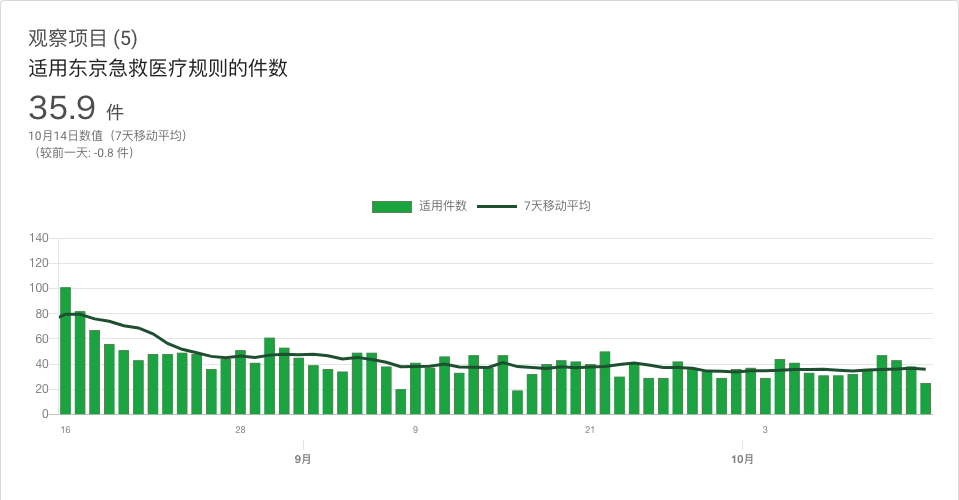 观察项目 (5)
适用东京急救医疗规则的件数
35.9 件
10月14日数值（7天移动平均）
（较前一天: -0.8 件）
适用件数 7天移动平均
140
120
100
80
60
40
20
0
16 28 9 21 3
9月 10月